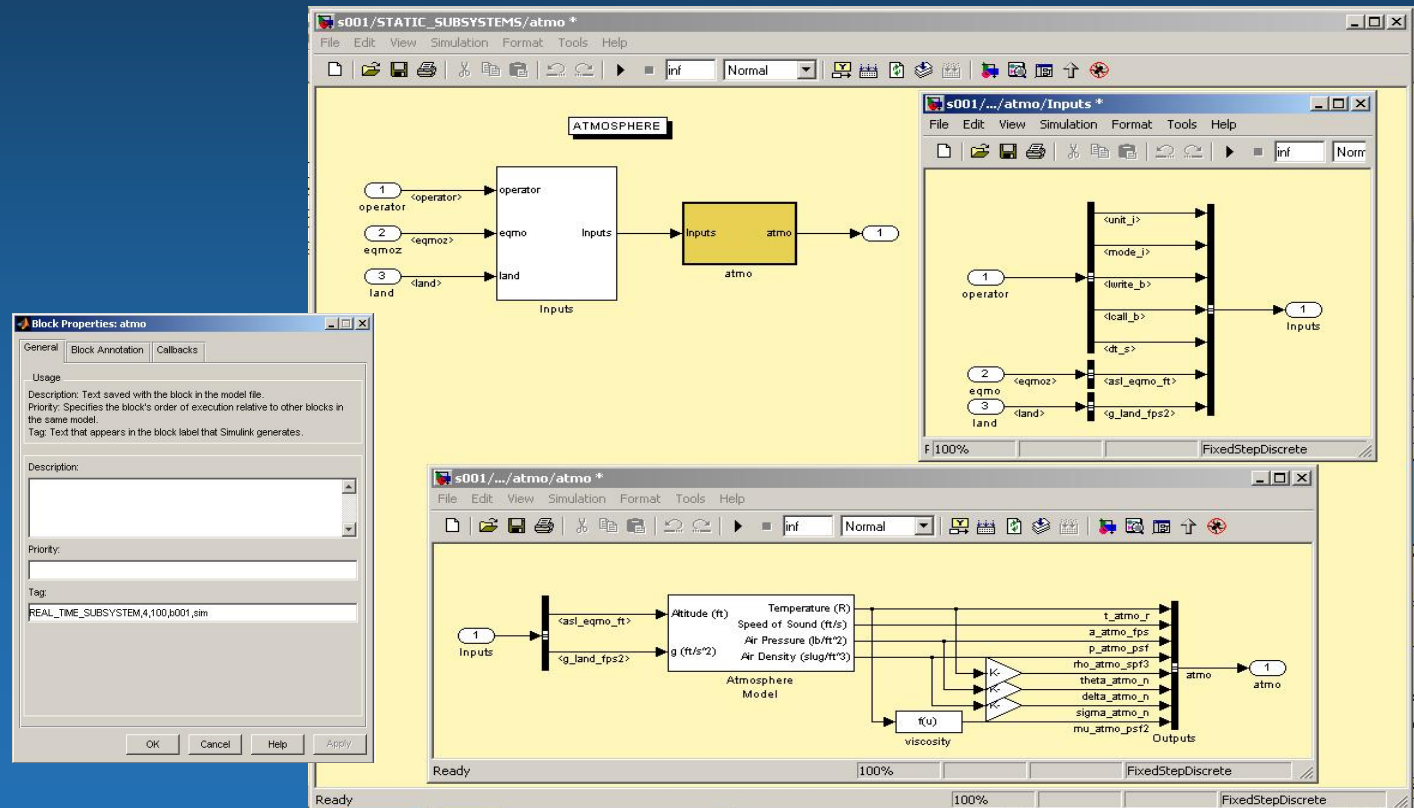 s001/STATIC_SUBSYSTEMS/atmo *
File Edit View Simulation Format Tools Help
inf Normal
ATMOSPHERE
1
operator
<operator>
2
eqmoz
<eqmoz>
3
land
<land>
operator
eqmo Inputs
land
Inputs
Inputs atmo
atmo
1
s001/.../atmo/Inputs *
File Edit View Simulation Format Tools Help
inf Norm
<unit_i>
<mode_i>
1
operator
<lwrite_b>
<lcall_b>
<dt_s>
1
Inputs
2
eqmo
<eqmoz> <asl_eqmo_ft>
3
land
<land> <g_land_fps2>
F 100% FixedStepDiscrete
Block Properties: atmo
General Block Annotation Callbacks
Usage
Description: Text saved with the block in the model file.
Priority: Specifies the block's order of execution relative to other blocks in
the same model.
Tag: Text that appears in the block label that Simulink generates.
Description:
Priority:
Tag:
REAL_TIME_SUBSYSTEM,4,100,b001,sim
OK Cancel Help Apply
s001/.../atmo/atmo *
File Edit View Simulation Format Tools Help
inf Normal
1
Inputs
<asl_eqmo_ft>
<g_land_fps2>
Altitude (ft) Temperature (R)
Speed of Sound (ft/s)
Air Pressure (lb/ft^2)
g (ft/s^2) Air Density (slug/ft^3)
Atmosphere
Model
f(u)
viscosity
-K-
-K-
-K-
t_atmo_r
a_atmo_fps
p_atmo_psf
rho_atmo_spf3
theta_atmo_n
delta_atmo_n
sigma_atmo_n
mu_atmo_psf2
Outputs
atmo
1
atmo
Ready 100% FixedStepDiscrete
Ready 100% FixedStepDiscrete